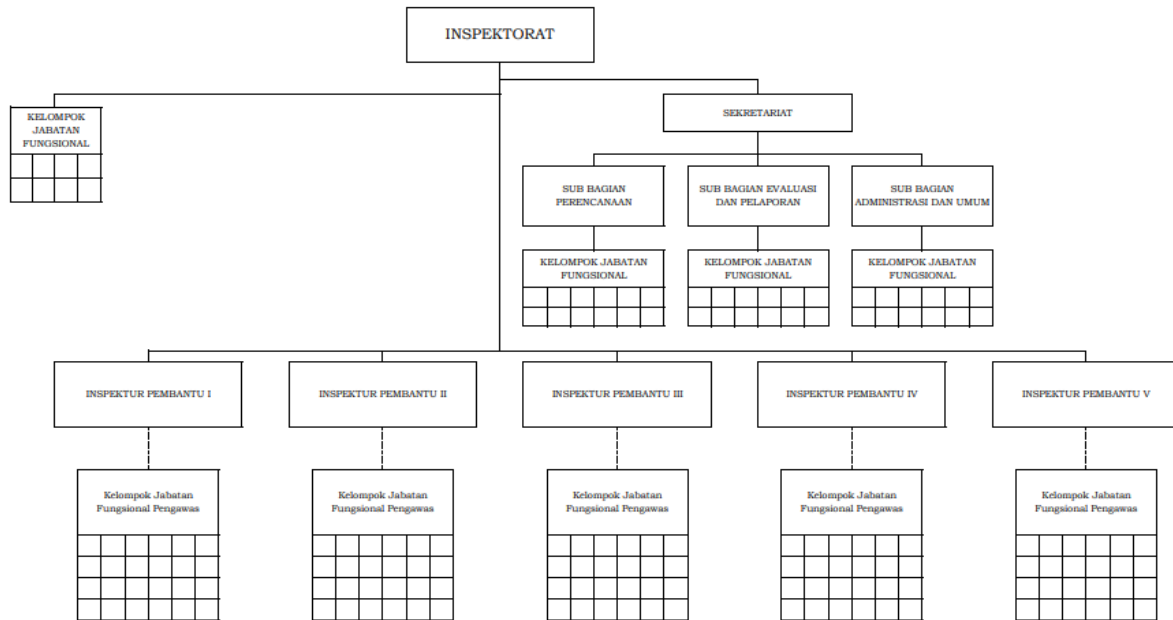 INSPEKTORAT
KELOMPOK
JABATAN
FUNGSIONAL
SEKRETARIAT
SUB BAGIAN
PERENCANAAN
SUB BAGIAN EVALUASI
DAN PELAPORAN
SUB BAGIAN
ADMINISTRASI DAN UMUM
KELOMPOK JABATAN
FUNGSIONAL
KELOMPOK JABATAN
FUNGSIONAL
KELOMPOK JABATAN
FUNGSIONAL
INSPEKTUR PEMBANTU I
INSPEKTUR PEMBANTU II
INSPEKTUR PEMBANTU III
INSPEKTUR PEMBANTU IV
INSPEKTUR PEMBANTU V
Kelompok Jabatan
Fungsional Pengawas
Kelompok Jabatan
Fungsional Pengawas
Kelompok Jabatan
Fungsional Pengawas
Kelompok Jabatan
Fungsional Pengawas
Kelompok Jabatan
Fungsional Pengawas